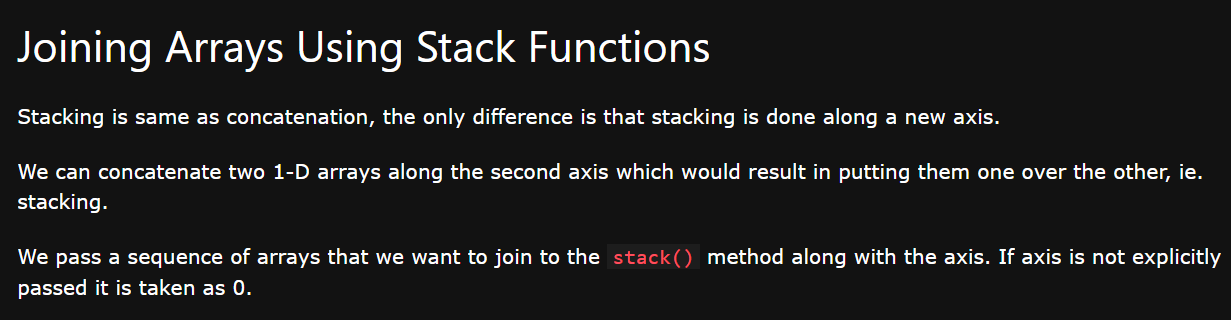 Joining Arrays Using Stack Functions
Stacking is same as concatenation, the only difference is that stacking is done along a new axis.
We can concatenate two 1-D arrays along the second axis which would result in putting them one over the other, ie.
stacking.
We pass a sequence of arrays that we want to join to the stack() method along with the axis. If axis is not explicitly
passed it is taken as 0.